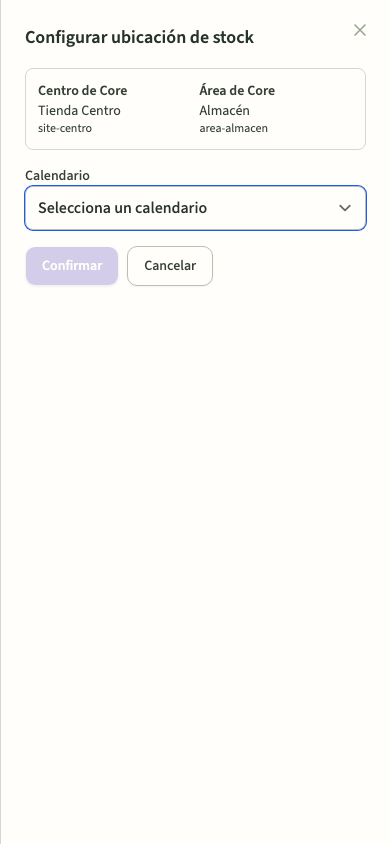 Configurar ubicación de stock
Centro de Core
Tienda Centro
site-centro
Área de Core
Almacén
area-almacen
Calendario
Selecciona un calendario
Confirmar
Cancelar